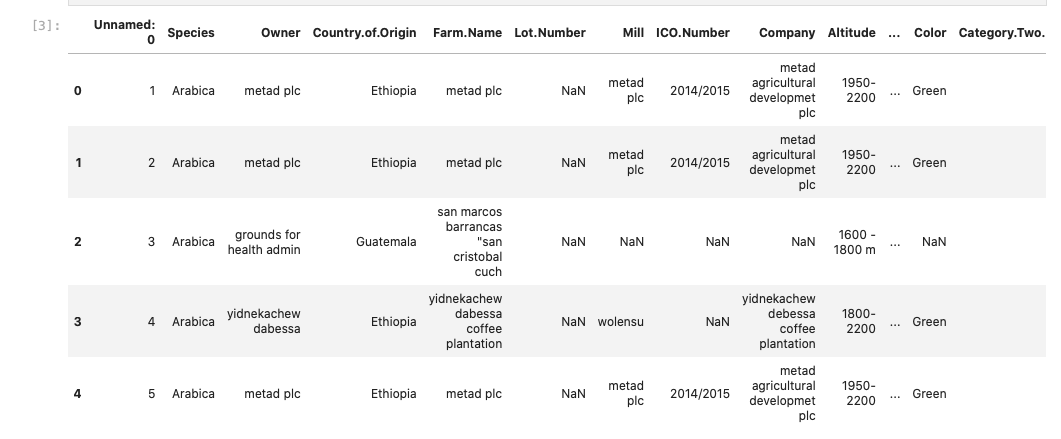 [3]:
Unnamed: 0 Species Owner Country.of.Origin Farm.Name Lot.Number Mill ICO.Number Company Altitude ... Color Category.Two.
0 1 Arabica metad plc Ethiopia metad plc NaN metad plc 2014/2015 metad agricultural developmet plc 1950-2200 ... Green
1 2 Arabica metad plc Ethiopia metad plc NaN metad plc 2014/2015 metad agricultural developmet plc 1950-2200 ... Green
2 3 Arabica grounds for health admin Guatemala san marcos barrancas "san cristobal cuch NaN NaN NaN NaN 1600 - 1800 m ... NaN
3 4 Arabica yidnekachew dabessa Ethiopia yidnekachew dabessa coffee plantation NaN wolensu NaN yidnekachew debessa coffee plantation 1800-2200 ... Green
4 5 Arabica metad plc Ethiopia metad plc NaN metad plc 2014/2015 metad agricultural developmet plc 1950-2200 ... Green